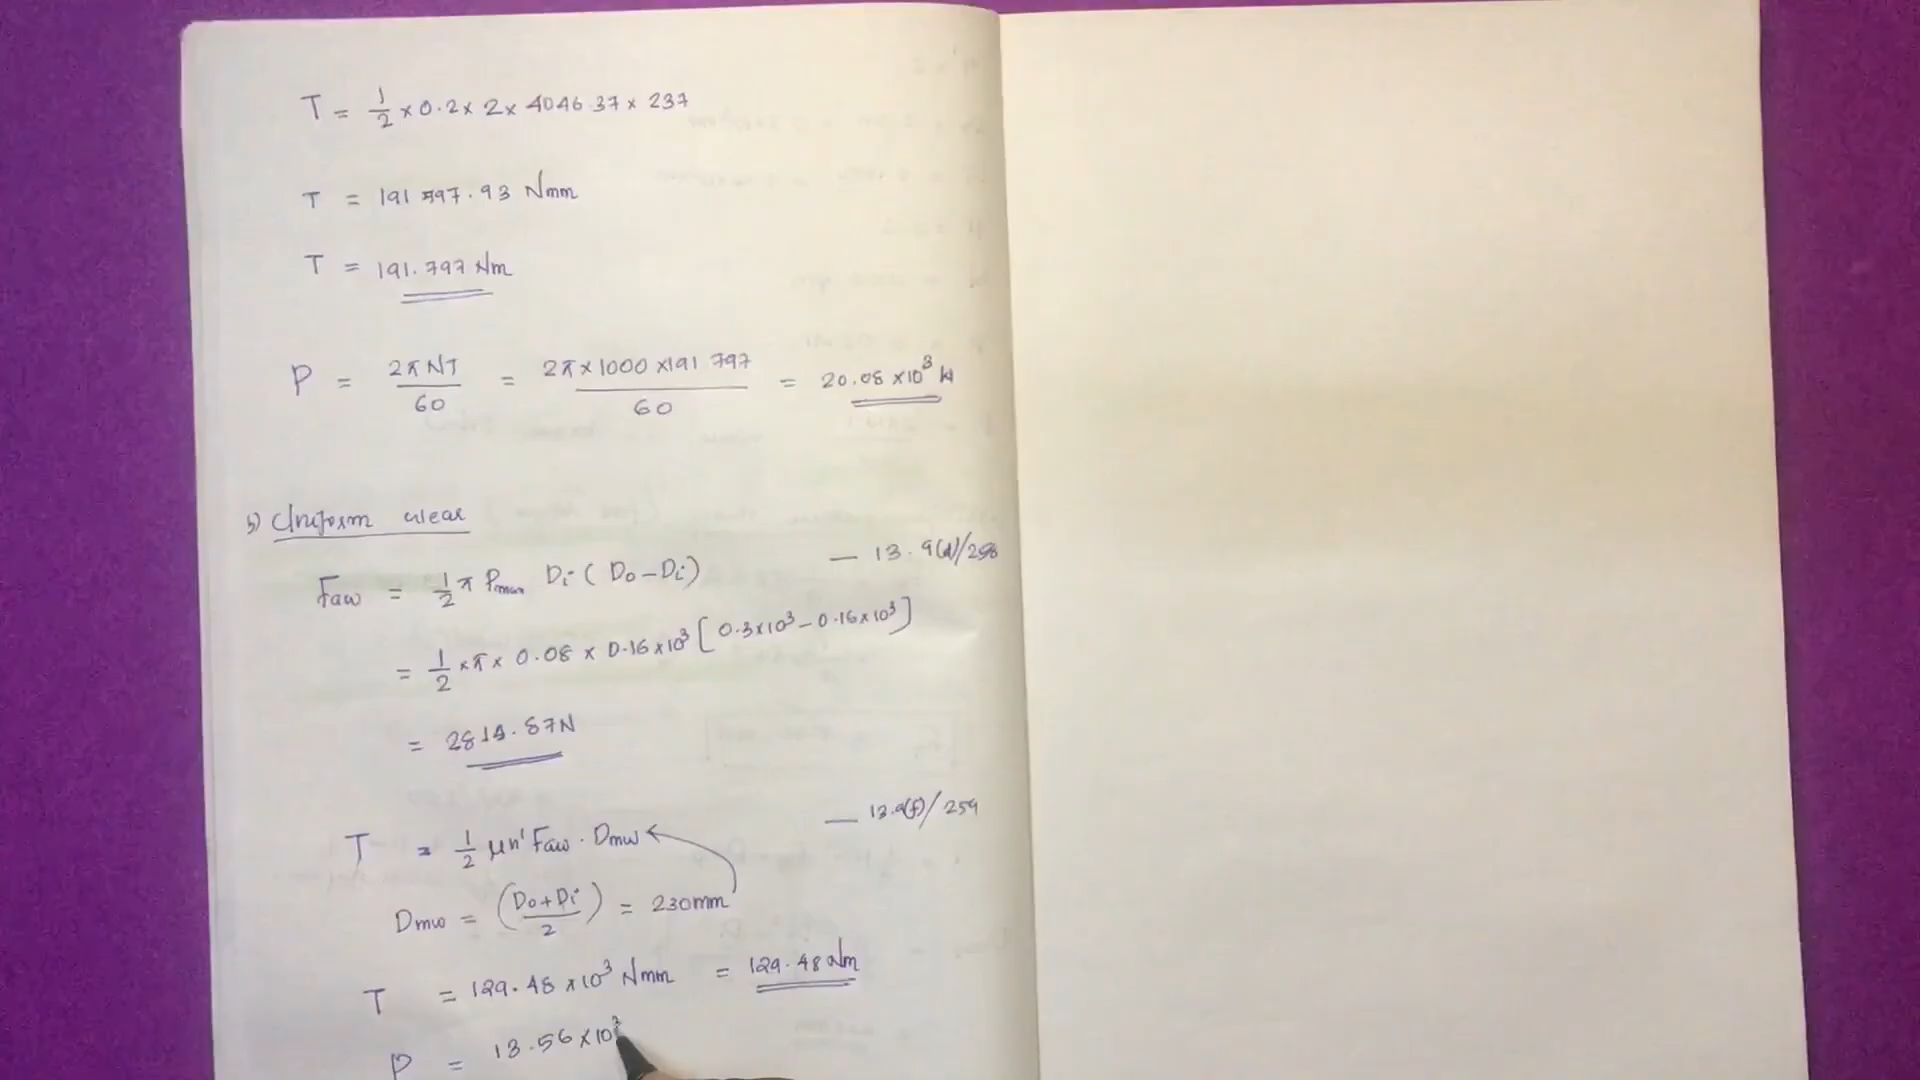 T = 1/2 × 0.2 × 2 × 4046.37 × 237
T = 191 797.93 Nmm
T = 191.797 Nm
P = 2πNT/60 = 2π × 1000 × 191 797/60 = 20.08 × 10³ W
b) Uniform wear
Faw = 1/2 π Pmax Di (Do – Di) — 13.9(d)/258
= 1/2 × π × 0.08 × 0.16 × 10³ [0.3 × 10³ – 0.16 × 10³]
= 2814.87 N
T = 1/2 μn' Faw . Dmw — 13.9(f)/259
Dmw = (Do + Di/2) = 230mm
T = 129.48 × 10³ Nmm = 129.48 Nm
P = 13.56 × 10³